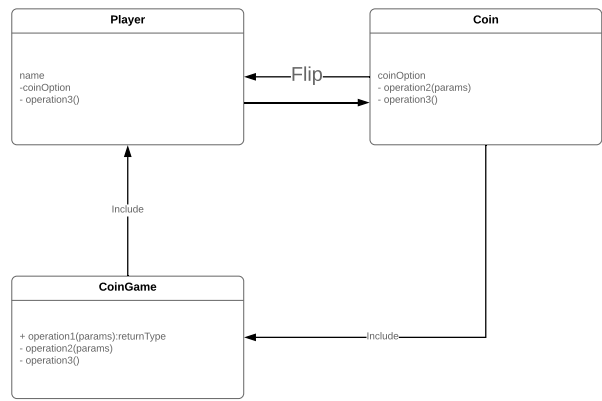 Player
name
-coinOption
- operation3()
Flip
Coin
coinOption
- operation2(params)
- operation3()
Include
CoinGame
+ operation1(params):returnType
- operation2(params)
- operation3()
Include